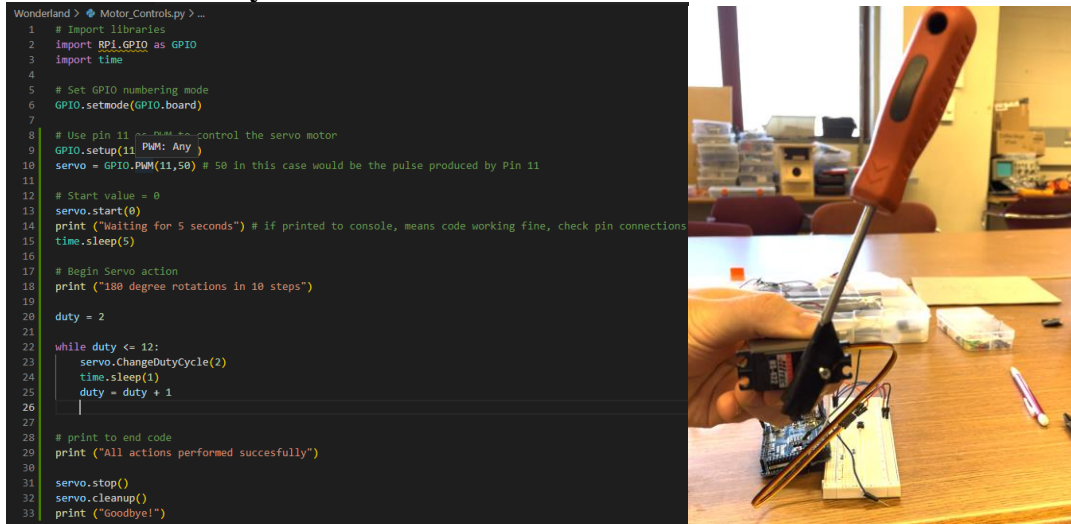 Wonderland > Motor_Controls.py > ...
1 # Import libraries
2 import RPi.GPIO as GPIO
3 import time
4
5 # Set GPIO numbering mode
6 GPIO.setmode(GPIO.board)
7
8 # Use pin 11 as PWM to control the servo motor
PWM: Any
9 GPIO.setup(11 )
10 servo = GPIO.PWM(11,50) # 50 in this case would be the pulse produced by Pin 11
11
12 # Start value = 0
13 servo.start(0)
14 print ("Waiting for 5 seconds") # if printed to console, means code working fine, check pin connections
15 time.sleep(5)
16
17 # Begin Servo action
18 print ("180 degree rotations in 10 steps")
19
20 duty = 2
21
22 while duty <= 12:
23 servo.ChangeDutyCycle(2)
24 time.sleep(1)
25 duty = duty + 1
26
27
28 # print to end code
29 print ("All actions performed succesfully")
30
31 servo.stop()
32 servo.cleanup()
33 print ("Goodbye!")
HS-422